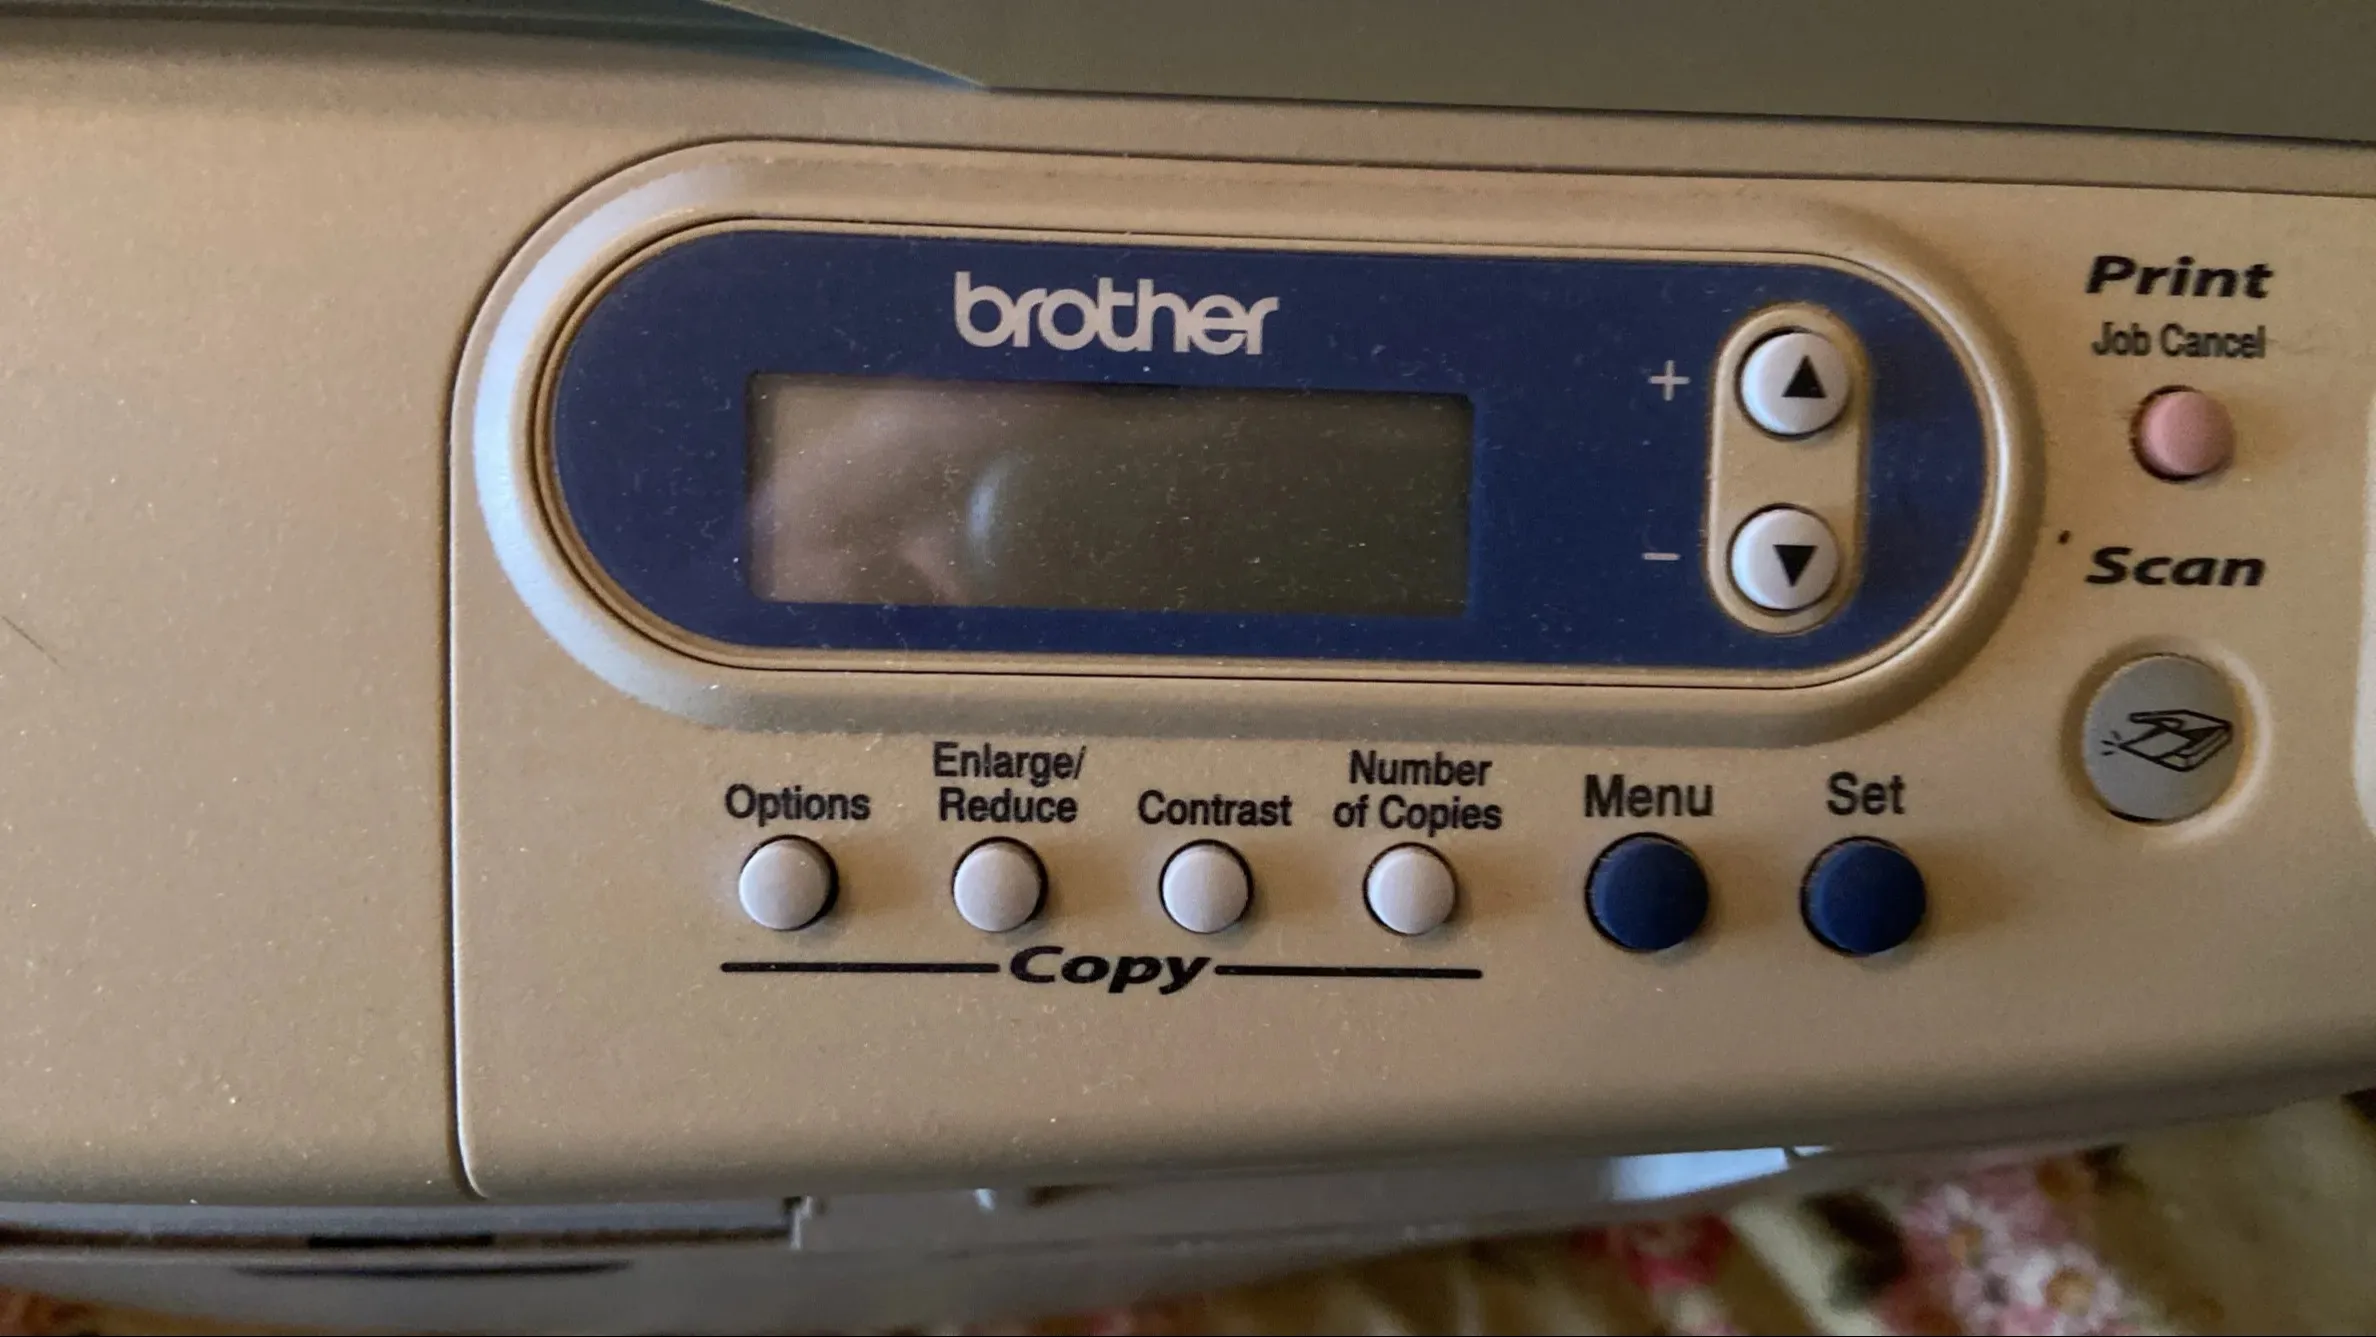 brother
+
-
Print
Job Cancel
Scan
Options
Enlarge/
Reduce
Contrast
Number
of Copies
Menu
Set
Copy